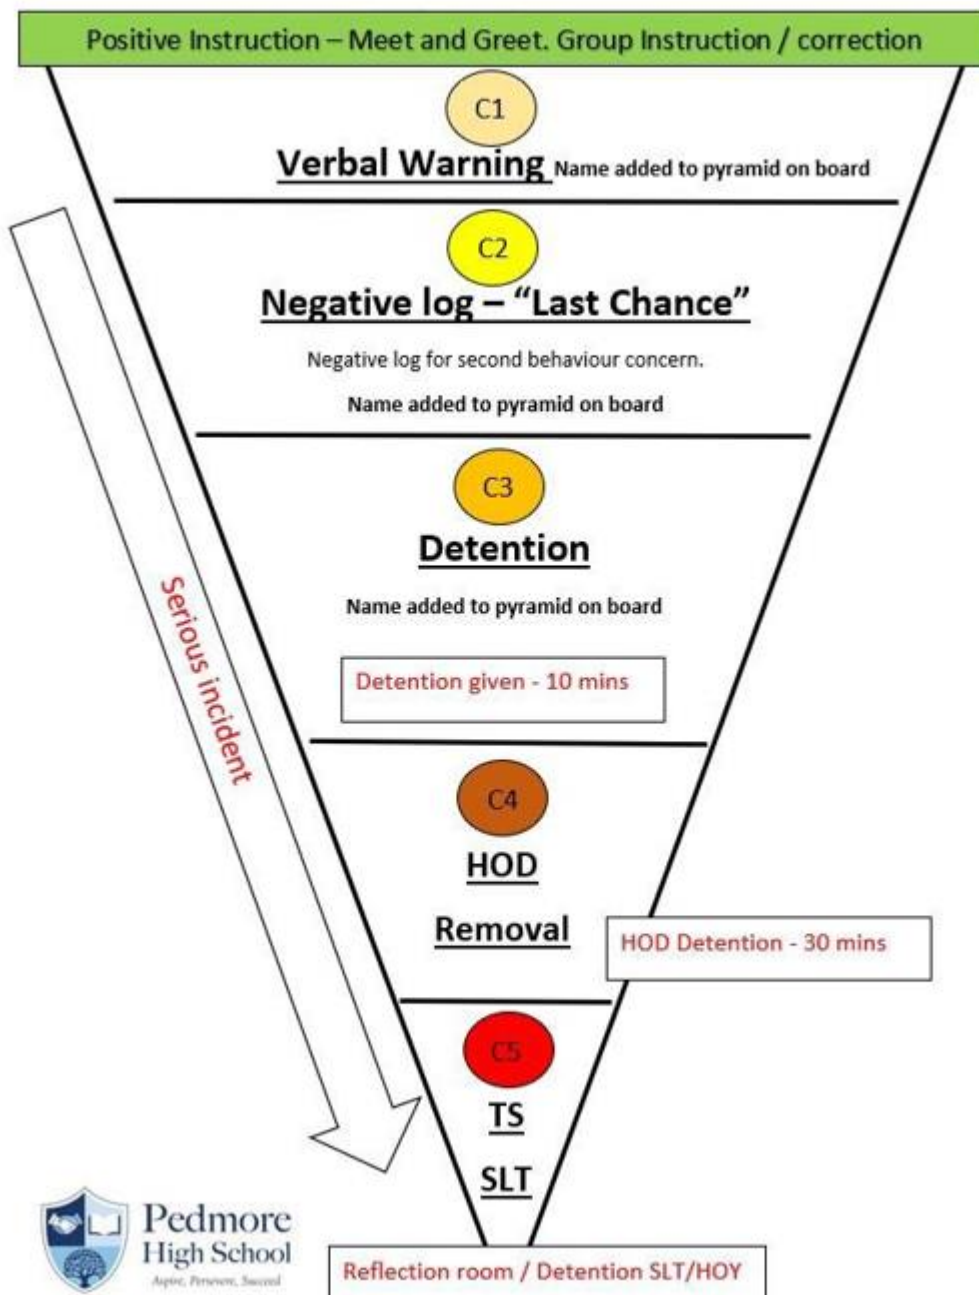 Positive Instruction – Meet and Greet. Group Instruction / correction
C1
Verbal Warning Name added to pyramid on board
C2
Negative log – “Last Chance”
Negative log for second behaviour concern.
Name added to pyramid on board
C3
Detention
Name added to pyramid on board
Detention given - 10 mins
Serious incident
C4
HOD
Removal
HOD Detention - 30 mins
C5
TS
SLT
Reflection room / Detention SLT/HOY
Pedmore
High School
Aspire, Persevere, Succeed